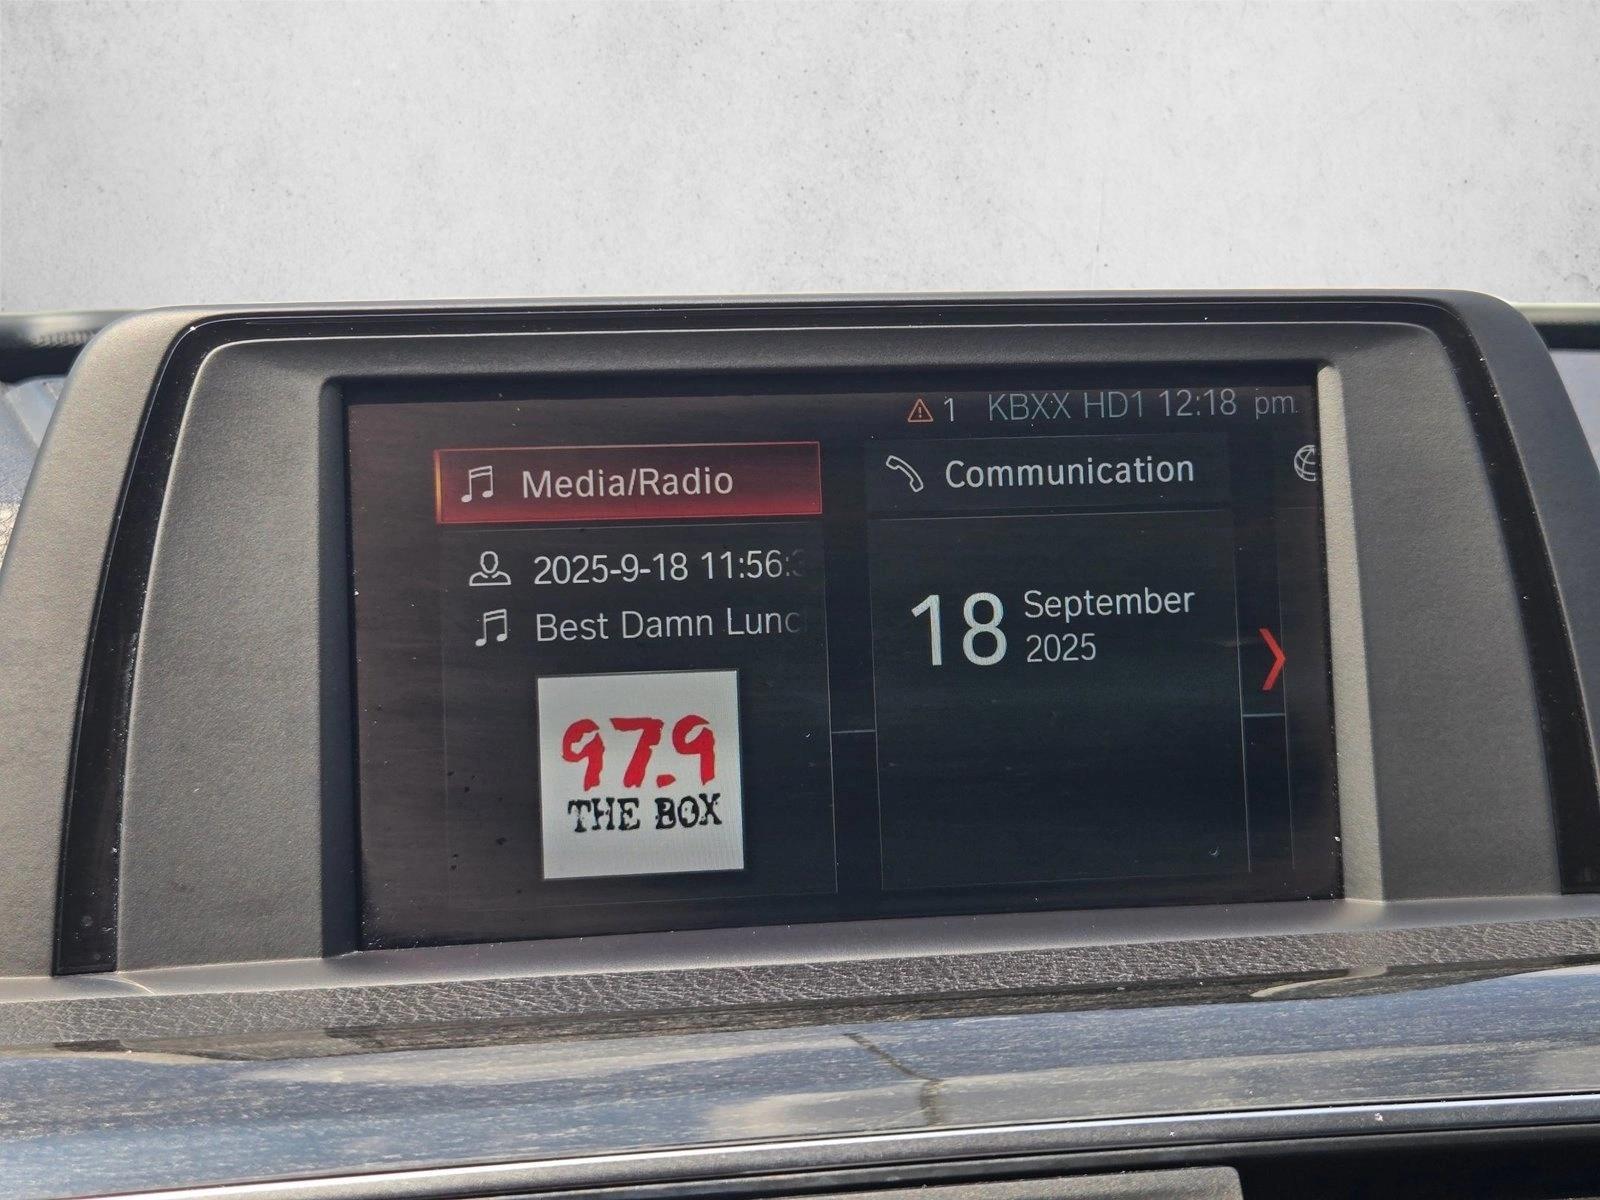 1 KBXX HD1 12:18 pm
Media/Radio
2025-9-18 11:56:
Best Damn Lunc
97.9
THE BOX
Communication
18
September
2025